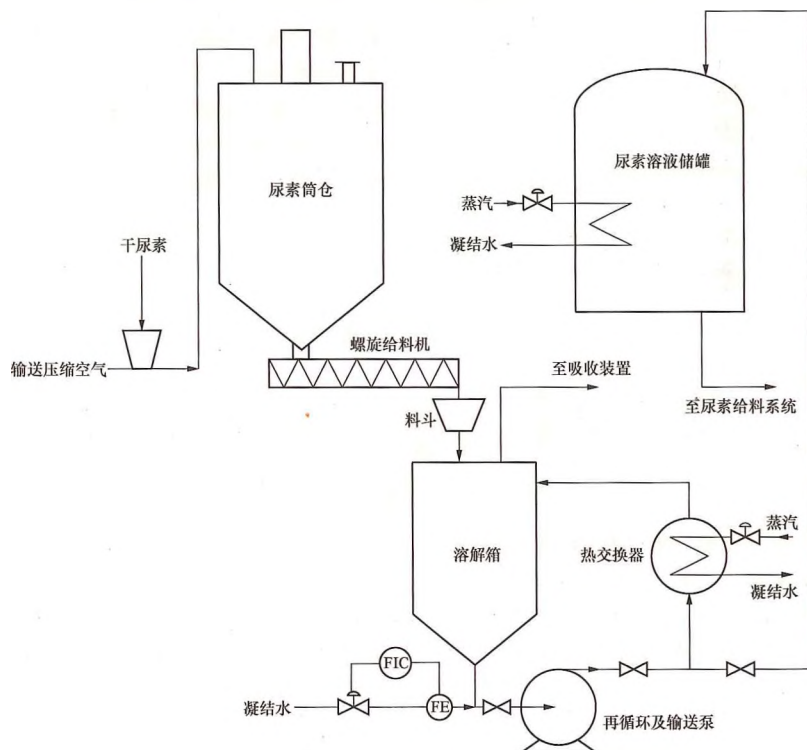 尿素筒仓
尿素溶液储罐
蒸汽
凝结水
干尿素
输送压缩空气
螺旋给料机
料斗
至吸收装置
至尿素给料系统
溶解箱
热交换器
蒸汽
凝结水
FIC
凝结水
FE
再循环及输送泵